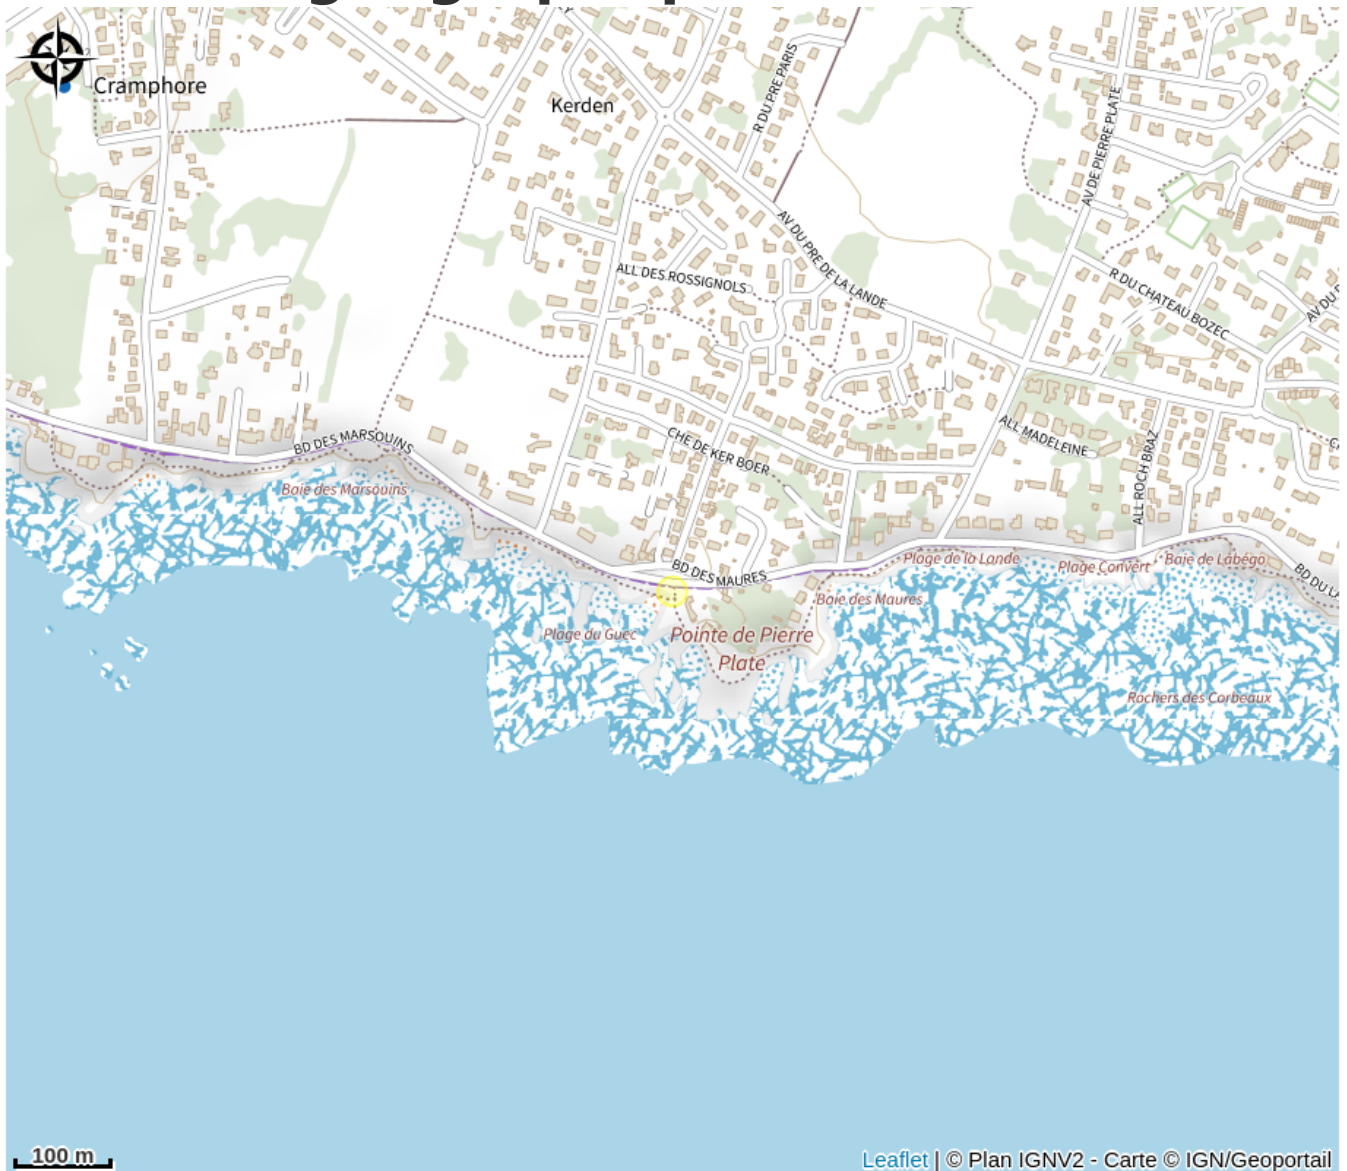 Cramphore
Kerden
R DU PRE PARIS
AV DE PIERRE PLATE
AV DU PRE DE LA LANDE
ALL DES ROSSIGNOLS
R DU CHATEAU BOZEC
AV DU
BD DES MARSOUINS
CHE DE KER BOER
ALL MADELEINE
ALL ROCH BRAZ
Baie des Marsouins
BD DES MAURES
Plage de la Lande
Plage Convert
Baie de Labégo
BD DU LA
Baie des Maures
Plage du Guec
Pointe de Pierre
Plate
Rochers des Corbeaux
100 m
Leaflet | © Plan IGNV2 - Carte © IGN/Geoportail